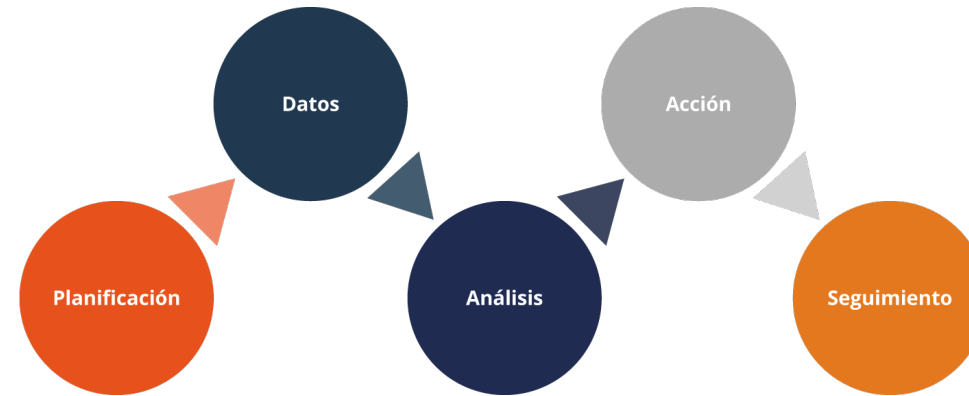 Planificación
Datos
Análisis
Acción
Seguimiento